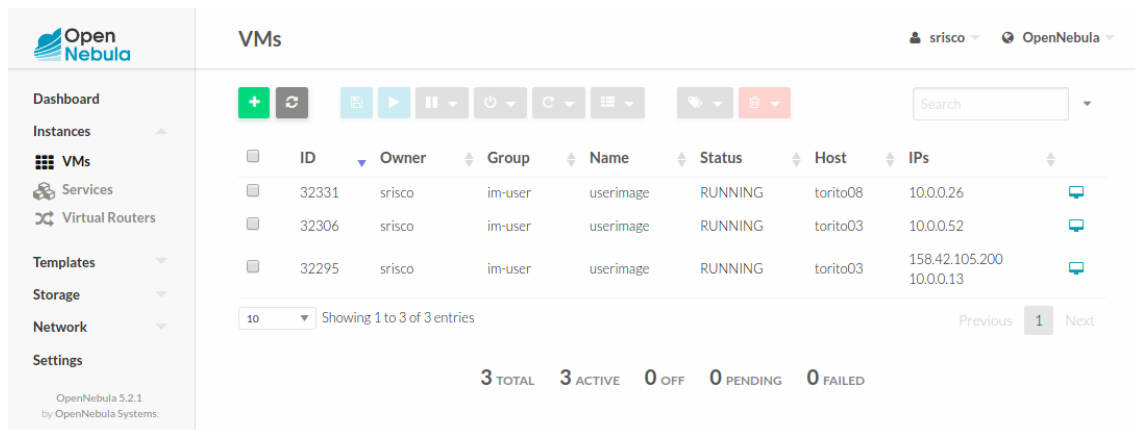 Open
Nebula
VMs
srisco
OpenNebula
Dashboard
Instances
VMs
Services
Virtual Routers
Templates
Storage
Network
Settings
OpenNebula 5.2.1
by OpenNebula Systems.
Search
ID Owner Group Name Status Host IPs
32331 srisco im-user userimage RUNNING torito08 10.0.0.26
32306 srisco im-user userimage RUNNING torito03 10.0.0.52
32295 srisco im-user userimage RUNNING torito03 158.42.105.200
10.0.0.13
10 Showing 1 to 3 of 3 entries
Previous 1 Next
3 TOTAL 3 ACTIVE 0 OFF 0 PENDING 0 FAILED